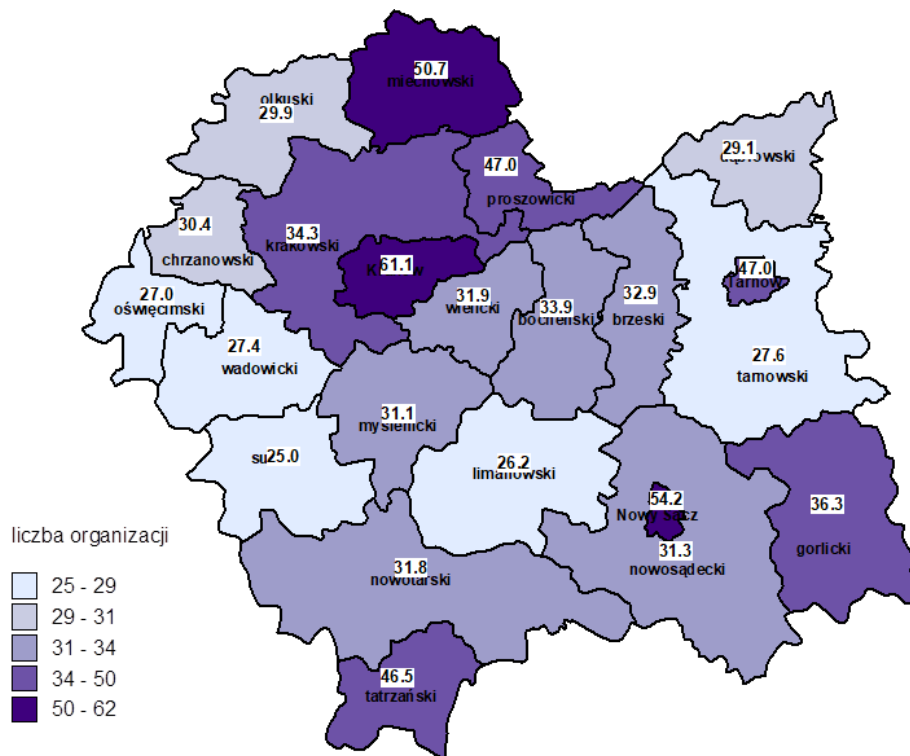 50.7
miechowski
olkuski
29.9
47.0
proszowicki
29.1
dąbrowski
30.4
chrzanowski
34.3
krakowski
61.1
31.9
wielicki
33.9
bocheński
32.9
brzeski
47.0
Tarnów
27.0
oświęcimski
27.4
wadowicki
27.6
tarnowski
31.1
myślenicki
25.0
26.2
limanowski
54.2
Nowy Sącz
36.3
gorlicki
31.3
nowosądecki
31.8
nowotarski
46.5
tatrzański
liczba organizacji
25 - 29
29 - 31
31 - 34
34 - 50
50 - 62